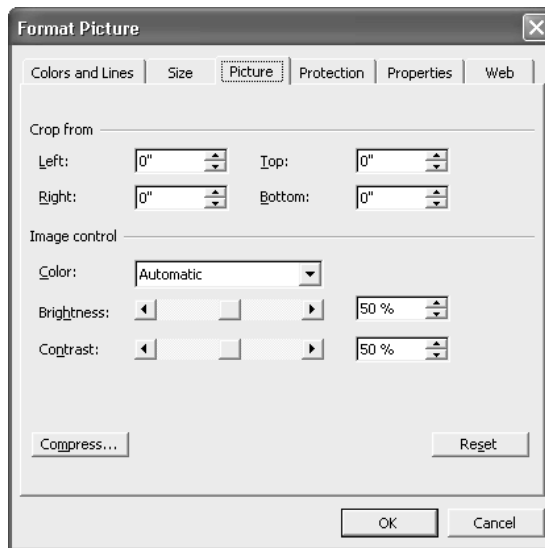 Format Picture
Colors and Lines Size Picture Protection Properties Web
Crop from
Left: 0" Top: 0"
Right: 0" Bottom: 0"
Image control
Color: Automatic
Brightness: 50 %
Contrast: 50 %
Compress... Reset
OK Cancel